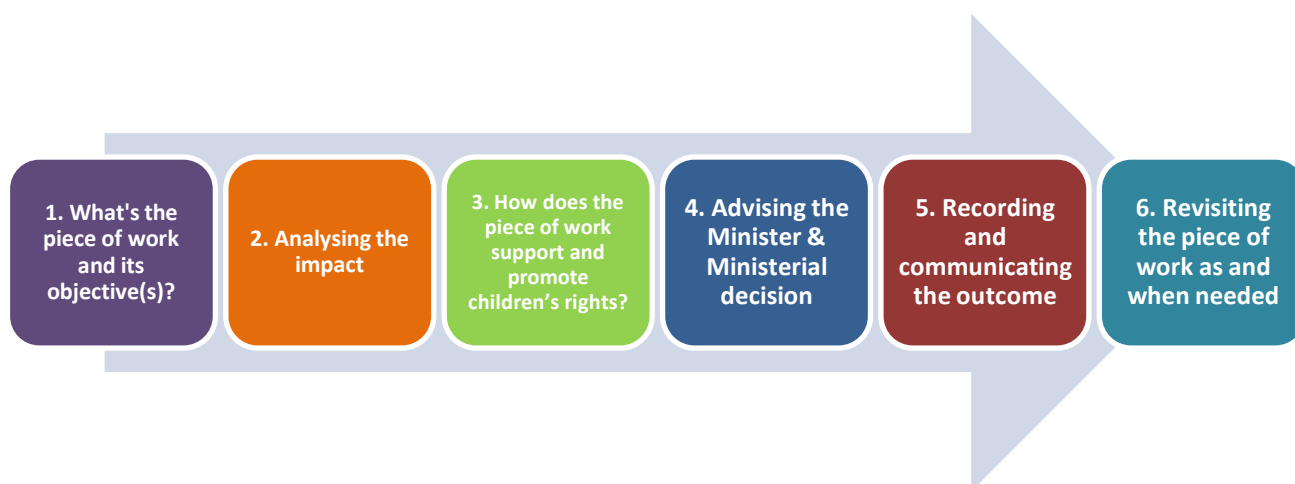 1. What's the
piece of work
and its
objective(s)?
2. Analysing the
impact
3. How does the
piece of work
support and
promote
children’s rights?
4. Advising the
Minister &
Ministerial
decision
5. Recording
and
communicating
the outcome
6. Revisiting
the piece of
work as and
when needed